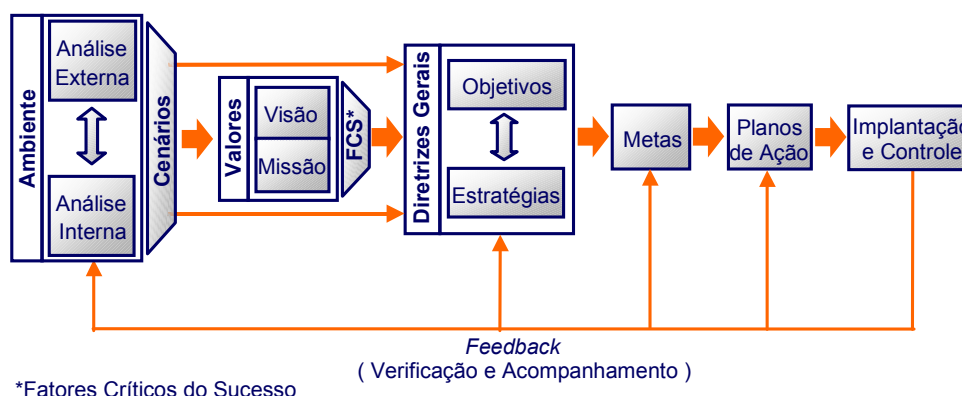 Ambiente
Análise
Externa
Análise
Interna
Cenários
Valores
Visão
Missão
FCS*
Diretrizes Gerais
Objetivos
Estratégias
Metas
Planos
de Ação
Implantação
e Controle
Feedback
( Verificação e Acompanhamento )
*Fatores Críticos do Sucesso